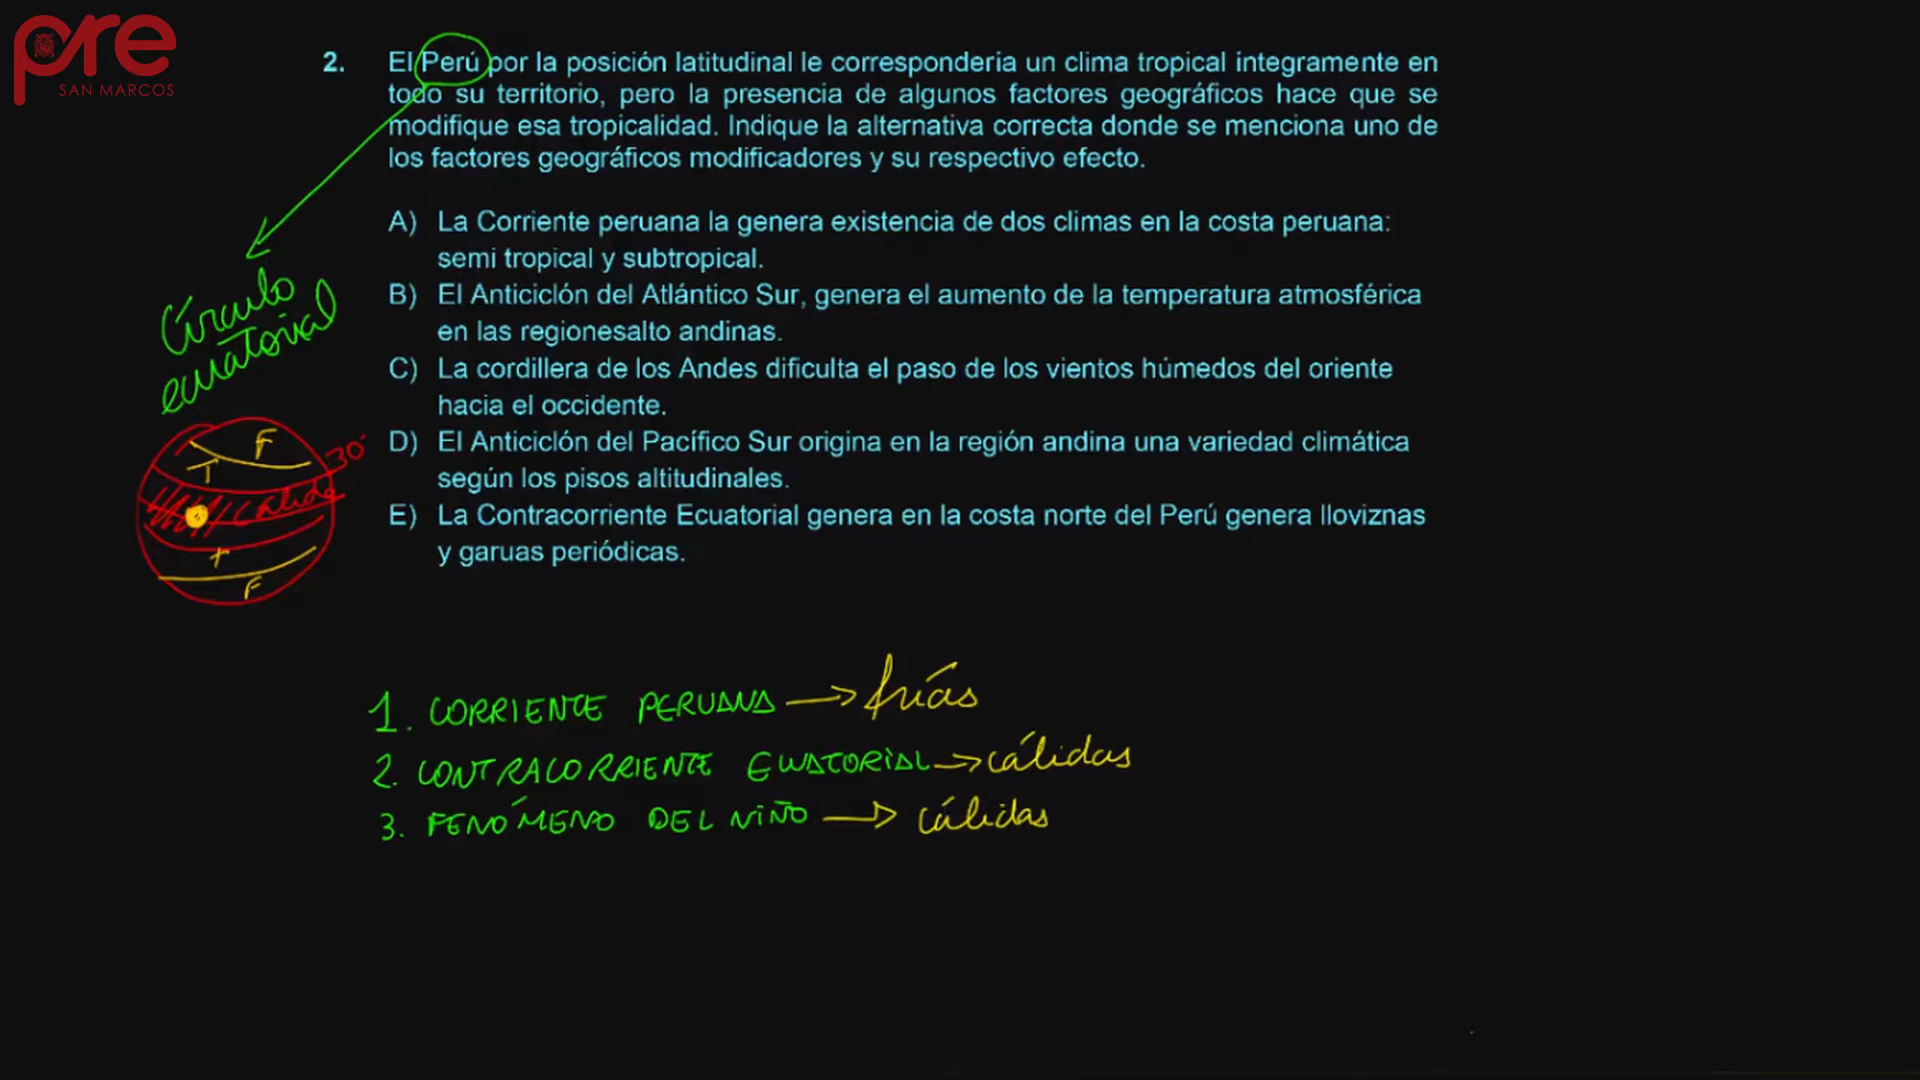 pre
SAN MARCOS
2. El Perú por la posición latitudinal le correspondería un clima tropical íntegramente en
todo su territorio, pero la presencia de algunos factores geográficos hace que se
modifique esa tropicalidad. Indique la alternativa correcta donde se menciona uno de
los factores geográficos modificadores y su respectivo efecto.
A) La Corriente peruana la genera existencia de dos climas en la costa peruana:
semi tropical y subtropical.
B) El Anticiclón del Atlántico Sur, genera el aumento de la temperatura atmosférica
en las regionesalto andinas.
C) La cordillera de los Andes dificulta el paso de los vientos húmedos del oriente
hacia el occidente.
D) El Anticiclón del Pacífico Sur origina en la región andina una variedad climática
según los pisos altitudinales.
E) La Contracorriente Ecuatorial genera en la costa norte del Perú genera lloviznas
y garuas periódicas.
Círculo
ecuatorial
F
T
30°
cálida
T
F
1. CORRIENTE PERUANA → frías
2. CONTRACORRIENTE ECUATORIAL → cálidas
3. FENÓMENO DEL NIÑO → cálidas